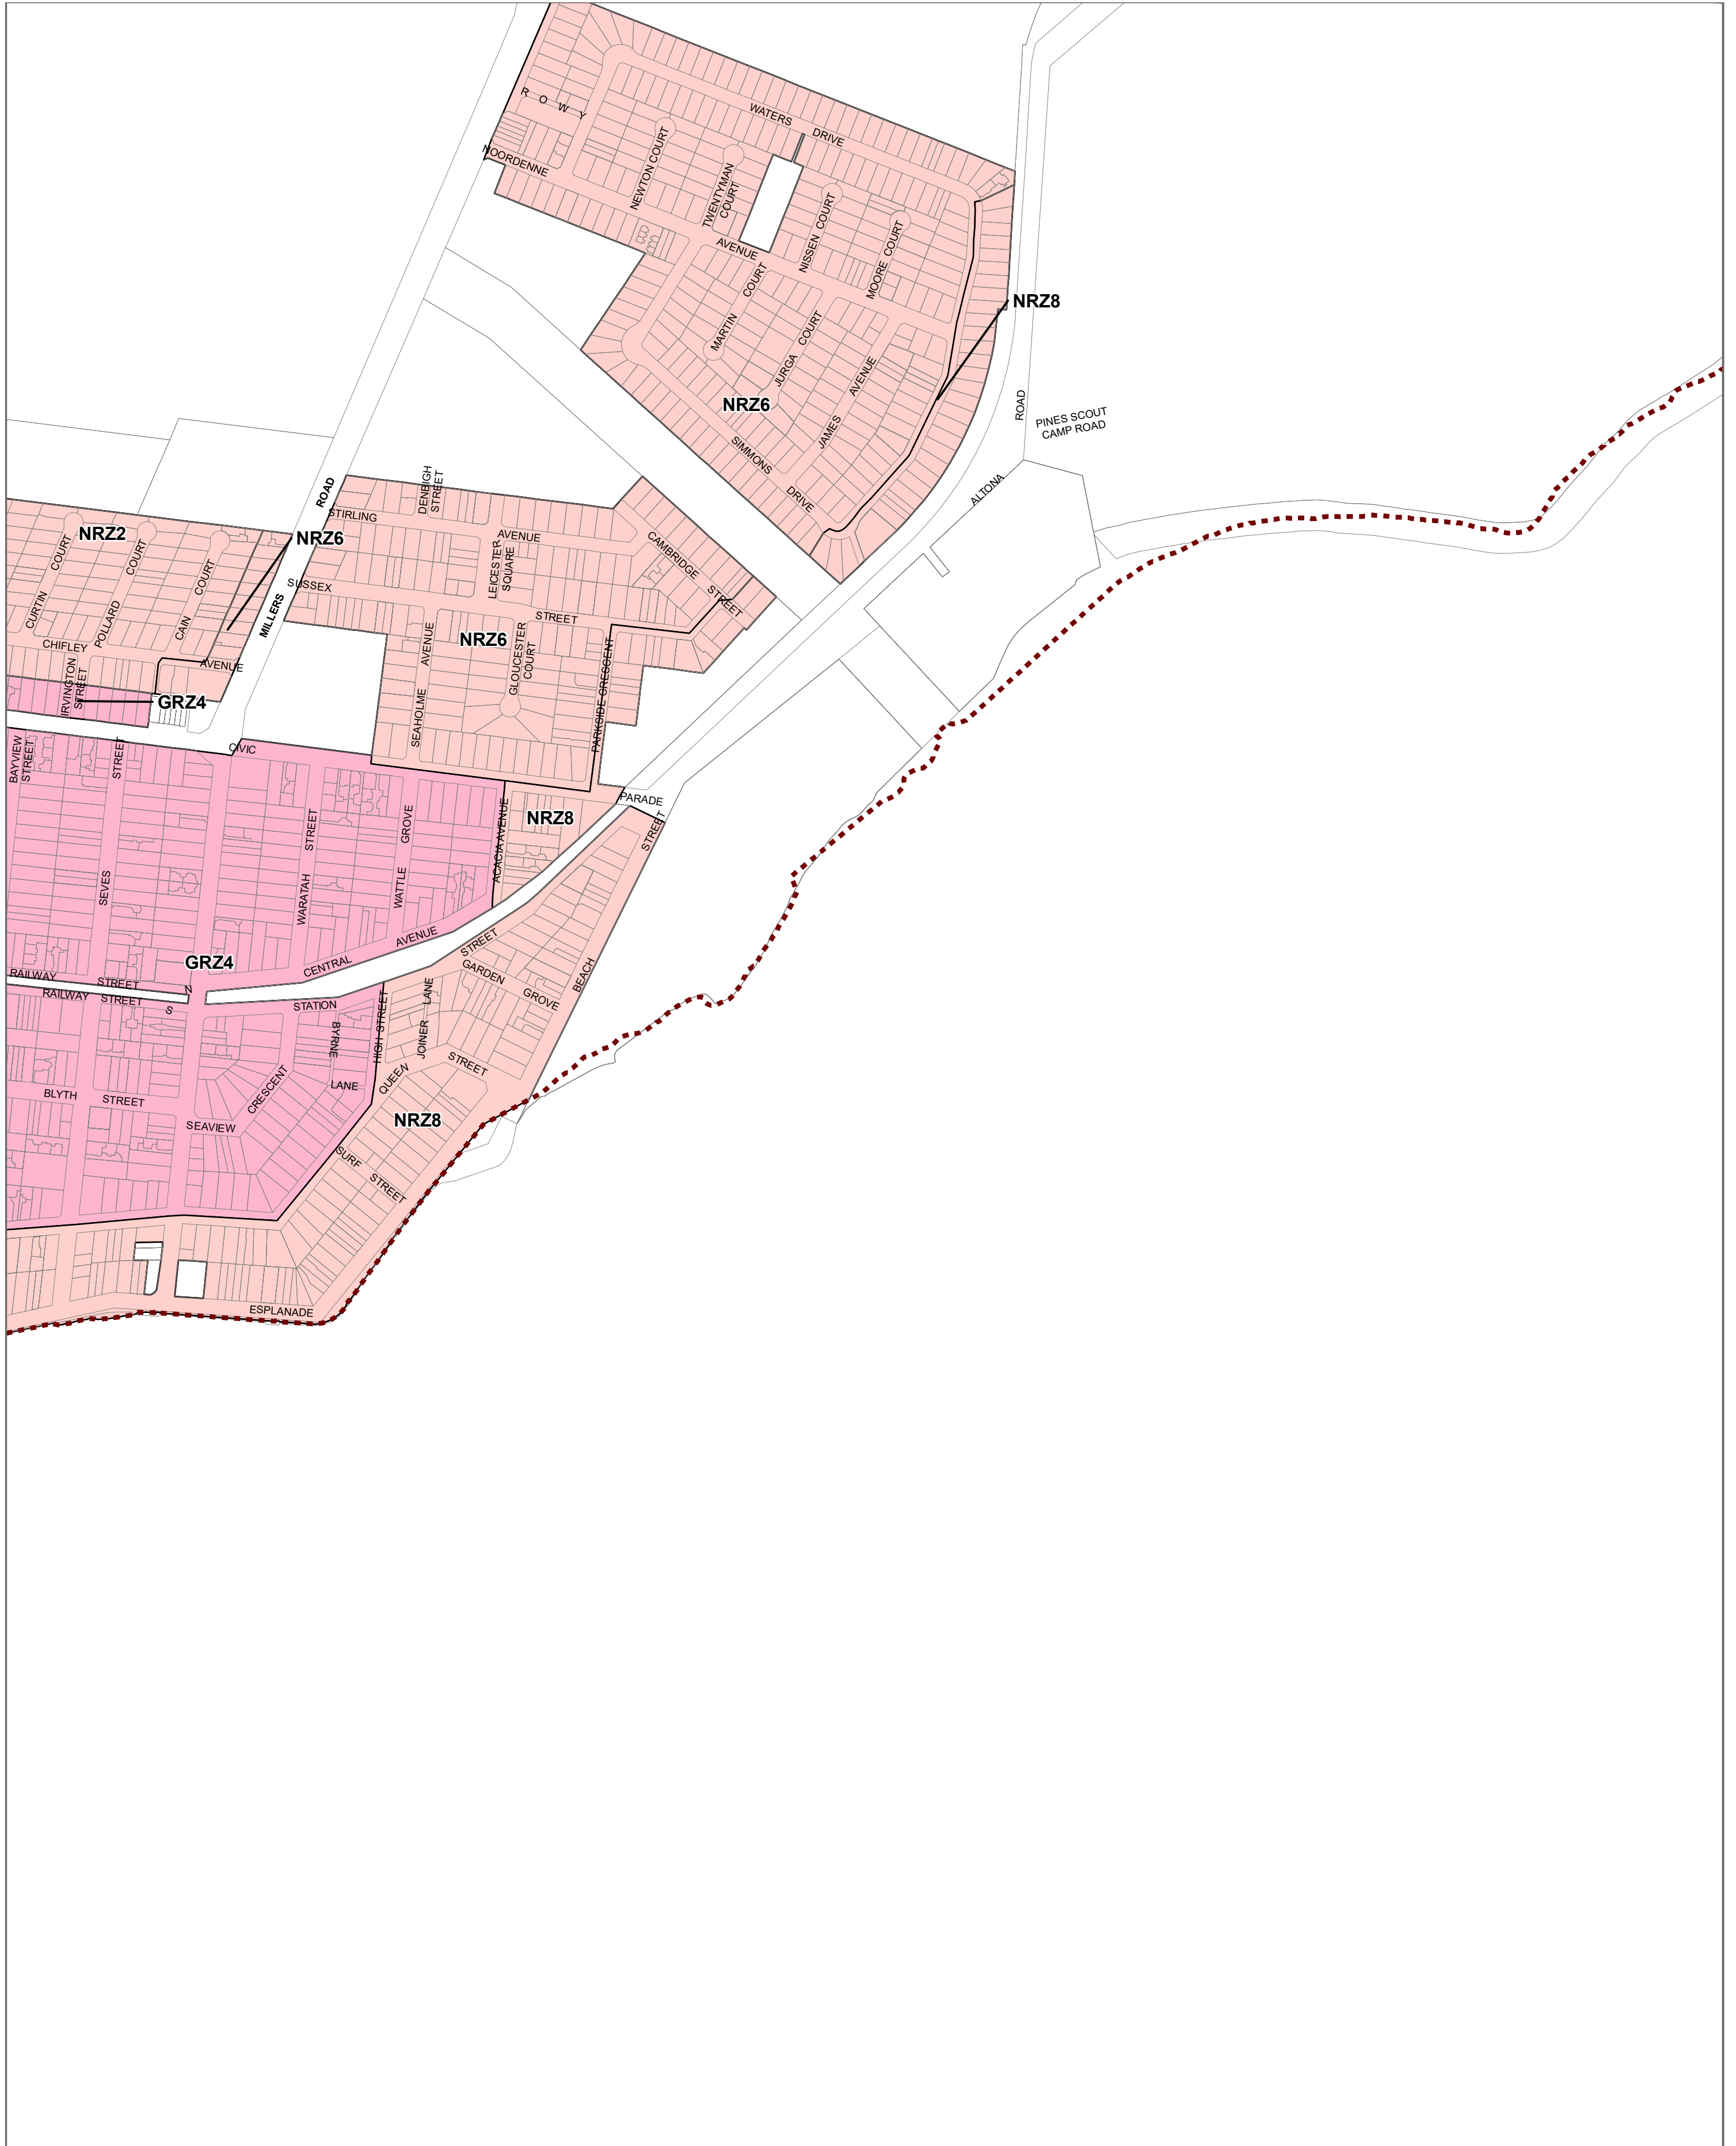 WATERS
DRIVE
ROWY
NOORDENNE
NEWTON COURT
TWENTYMAN
COURT
NISSEN COURT
MOORE COURT
AVENUE
MARTIN COURT
JURGA COURT
JAMES AVENUE
NRZ8
NRZ6
SIMMONS
DRIVE
ROAD
PINES SCOUT
CAMP ROAD
ALTONA
ROAD
MILLERS
DENBIGH
STREET
STIRLING
AVENUE
LEICESTER
SQUARE
CAMBRIDGE
STREET
NRZ2
NRZ6
CURTIN COURT
POLLARD COURT
CAIN COURT
SUSSEX
STREET
NRZ6
SEAHOLME AVENUE
GLOUCESTER
COURT
PARKSIDE CRESCENT
CHIFLEY
AVENUE
IRVINGTON
STREET
GRZ4
BAYVIEW
STREET
SEVES STREET
CIVIC
PARADE
WARATAH STREET
WATTLE GROVE
ACACIA AVENUE
NRZ8
BEACH STREET
GRZ4
CENTRAL
AVENUE
RAILWAY
STREET
N
RAILWAY
STREET
S
STATION
STREET
GARDEN
GROVE
BYRNE
LANE
HIGH STREET
JOINER LANE
QUEEN
STREET
BLYTH
STREET
SEAVIEW
CRESCENT
NRZ8
SURF
STREET
ESPLANADE